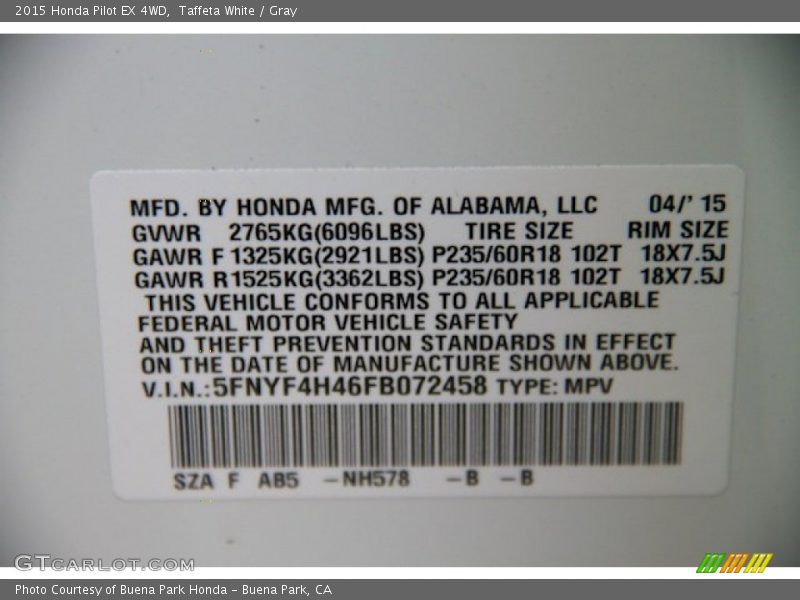 2015 Honda Pilot EX 4WD, Taffeta White / Gray
MFD. BY HONDA MFG. OF ALABAMA, LLC 04/' 15
GVWR 2765KG(6096LBS) TIRE SIZE RIM SIZE
GAWR F 1325KG(2921LBS) P235/60R18 102T 18X7.5J
GAWR R1525KG(3362LBS) P235/60R18 102T 18X7.5J
THIS VEHICLE CONFORMS TO ALL APPLICABLE
FEDERAL MOTOR VEHICLE SAFETY
AND THEFT PREVENTION STANDARDS IN EFFECT
ON THE DATE OF MANUFACTURE SHOWN ABOVE.
V.I.N.:5FNYF4H46FB072458 TYPE: MPV
SZA F AB5 -NH578 -B -B
GTCARLOT.COM
Photo Courtesy of Buena Park Honda - Buena Park, CA